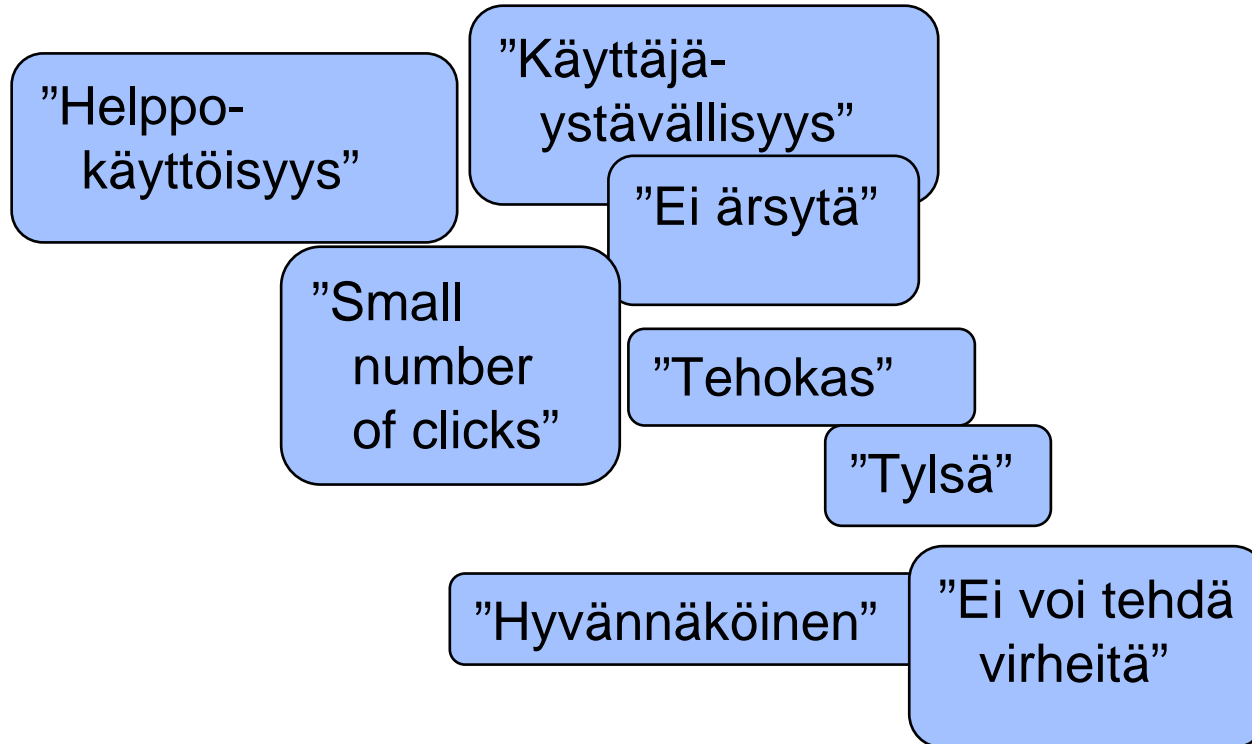 ”Helppo-
käyttöisyys”
”Käyttäjä-
ystävällisyys”
”Ei ärsytä”
”Small
number
of clicks”
”Tehokas”
”Tylsä”
”Hyvännäköinen”
”Ei voi tehdä
virheitä”